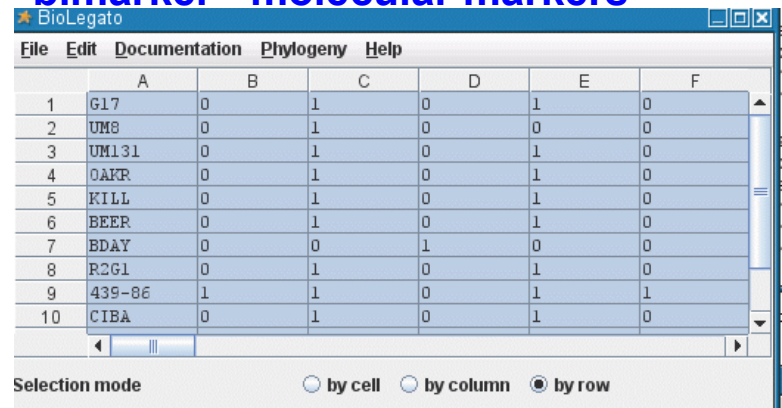 blmarker - molecular markers
BioLegato
File Edit Documentation Phylogeny Help
A B C D E F
1 G17 0 1 0 1 0
2 UM8 0 1 0 0 0
3 UM131 0 1 0 1 0
4 OAKR 0 1 0 1 0
5 KILL 0 1 0 1 0
6 BEER 0 1 0 1 0
7 BDAY 0 0 1 0 0
8 R2G1 0 1 0 1 0
9 439-86 1 1 0 1 1
10 CIBA 0 1 0 1 0
Selection mode by cell by column by row